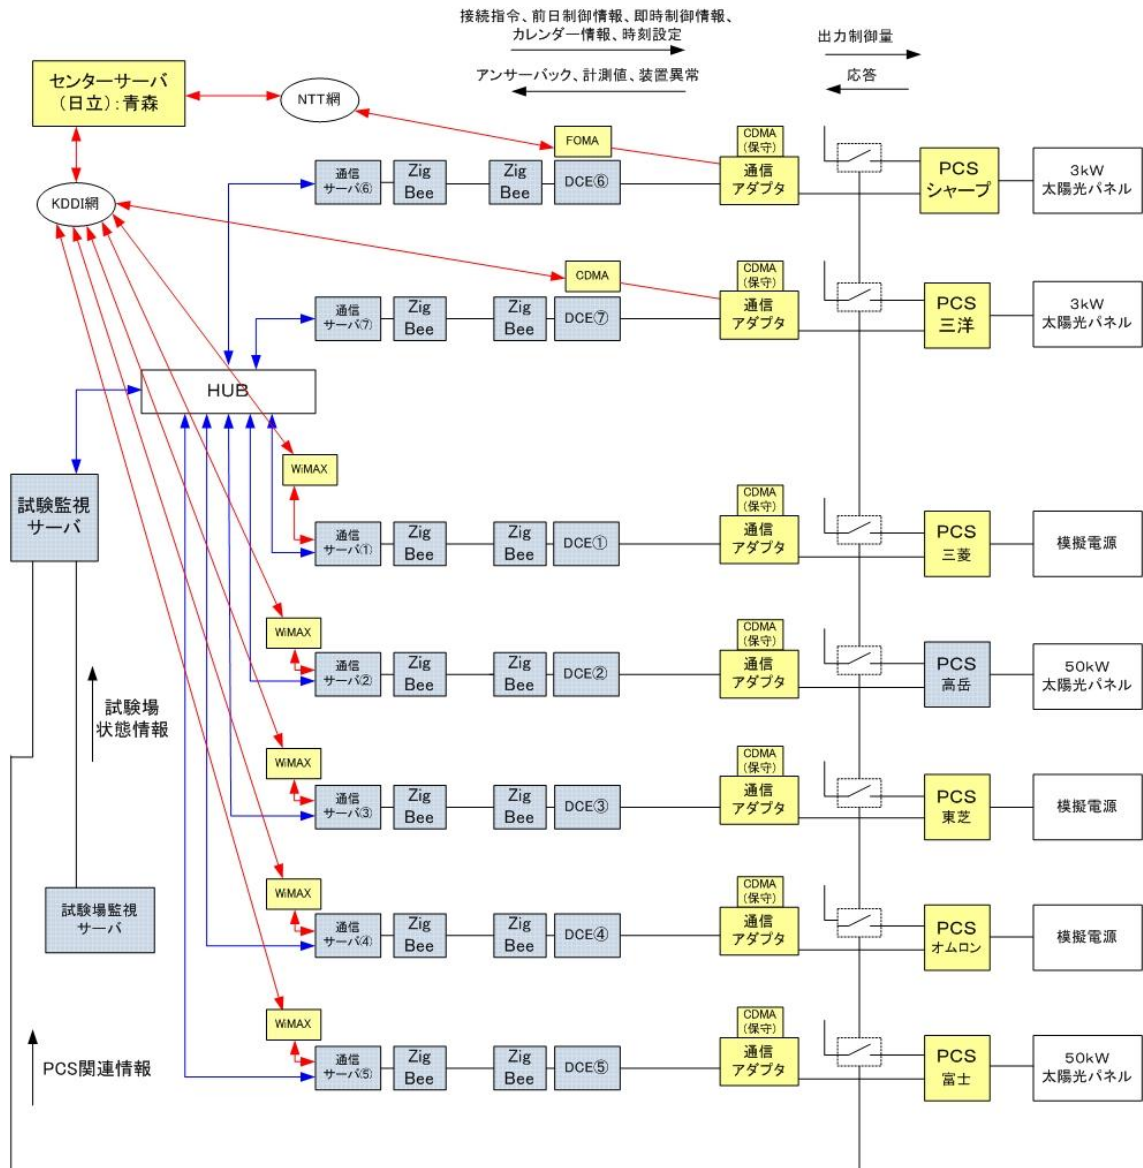 接続指令、前日制御情報、即時制御情報、
カレンダー情報、時刻設定
アンサーバック、計測値、装置異常
出力制御量
応答
センターサーバ
（日立）：青森
NTT網
KDDI網
FOMA
通信
サーバ⑥
Zig
Bee
Zig
Bee
DCE⑥
CDMA
(保守)
通信
アダプタ
PCS
シャープ
3kW
太陽光パネル
CDMA
通信
サーバ⑦
Zig
Bee
Zig
Bee
DCE⑦
CDMA
(保守)
通信
アダプタ
PCS
三洋
3kW
太陽光パネル
HUB
試験監視
サーバ
WiMAX
通信
サーバ①
Zig
Bee
Zig
Bee
DCE①
CDMA
(保守)
通信
アダプタ
PCS
三菱
模擬電源
WiMAX
通信
サーバ②
Zig
Bee
Zig
Bee
DCE②
CDMA
(保守)
通信
アダプタ
PCS
高岳
50kW
太陽光パネル
試験場
状態情報
WiMAX
通信
サーバ③
Zig
Bee
Zig
Bee
DCE③
CDMA
(保守)
通信
アダプタ
PCS
東芝
模擬電源
試験場監視
サーバ
WiMAX
通信
サーバ④
Zig
Bee
Zig
Bee
DCE④
CDMA
(保守)
通信
アダプタ
PCS
オムロン
模擬電源
PCS関連情報
WiMAX
通信
サーバ⑤
Zig
Bee
Zig
Bee
DCE⑤
CDMA
(保守)
通信
アダプタ
PCS
富士
50kW
太陽光パネル